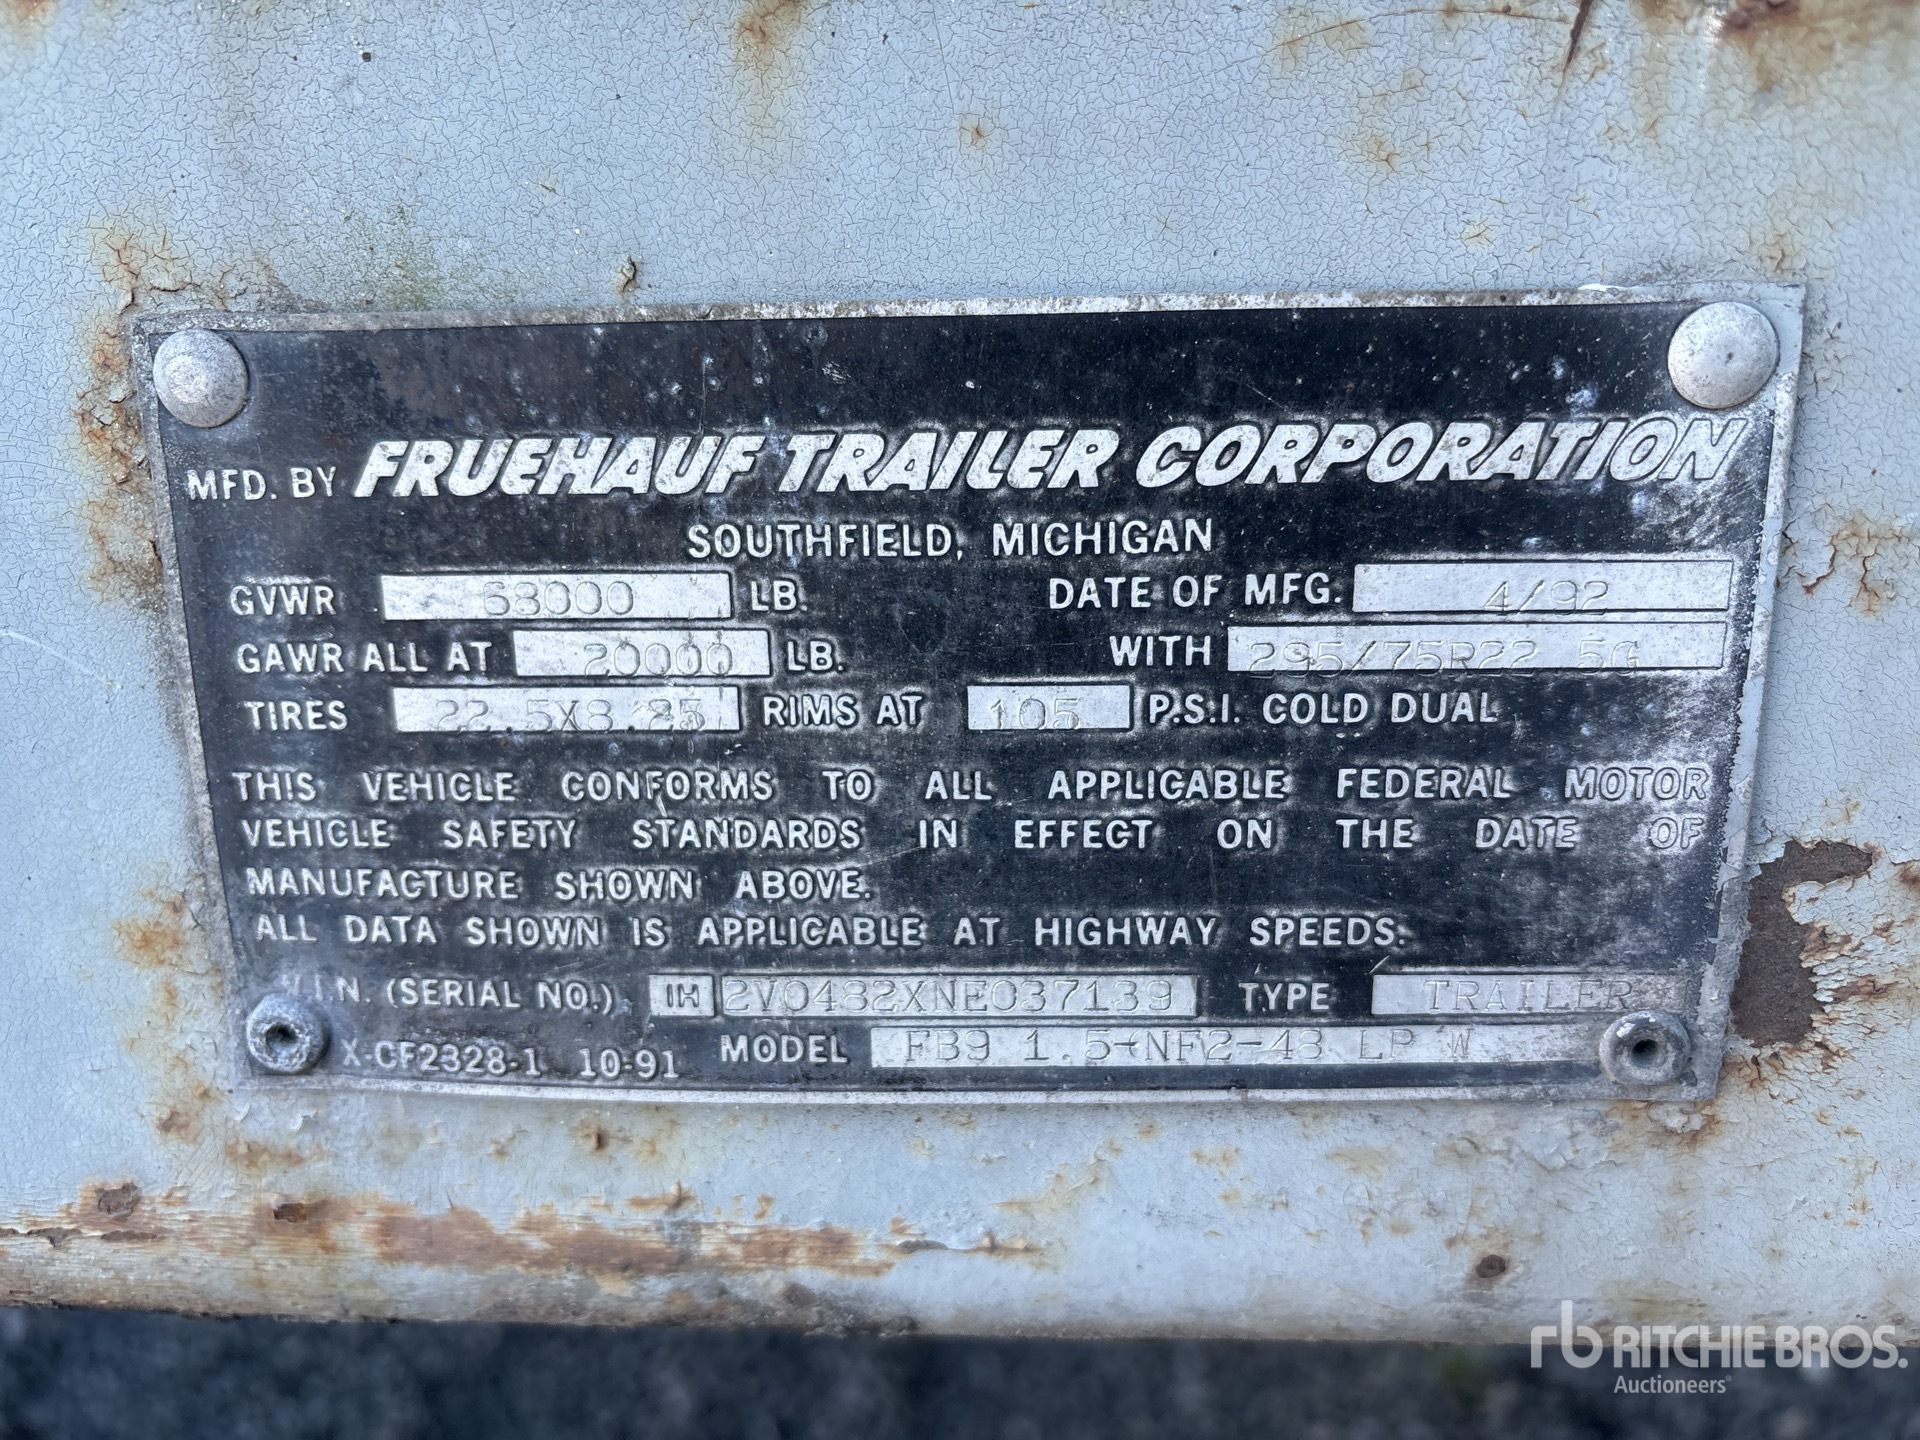 MFD. BY FRUEHAUF TRAILER CORPORATION
SOUTHFIELD, MICHIGAN
GVWR 68000 LB. DATE OF MFG. 4/92
GAWR ALL AT 20000 LB. WITH 295/75R22 5G
TIRES 22.5X8.25 RIMS AT 105 P.S.I. COLD DUAL
THIS VEHICLE CONFORMS TO ALL APPLICABLE FEDERAL MOTOR
VEHICLE SAFETY STANDARDS IN EFFECT ON THE DATE OF
MANUFACTURE SHOWN ABOVE.
ALL DATA SHOWN IS APPLICABLE AT HIGHWAY SPEEDS.
V.I.N. (SERIAL NO.) 1H 2V0482XNE037139 TYPE TRAILER
X-CF2328-1 10-91 MODEL FB9 1.5-NF2-48 LP W
rb RITCHIE BROS.
Auctioneers